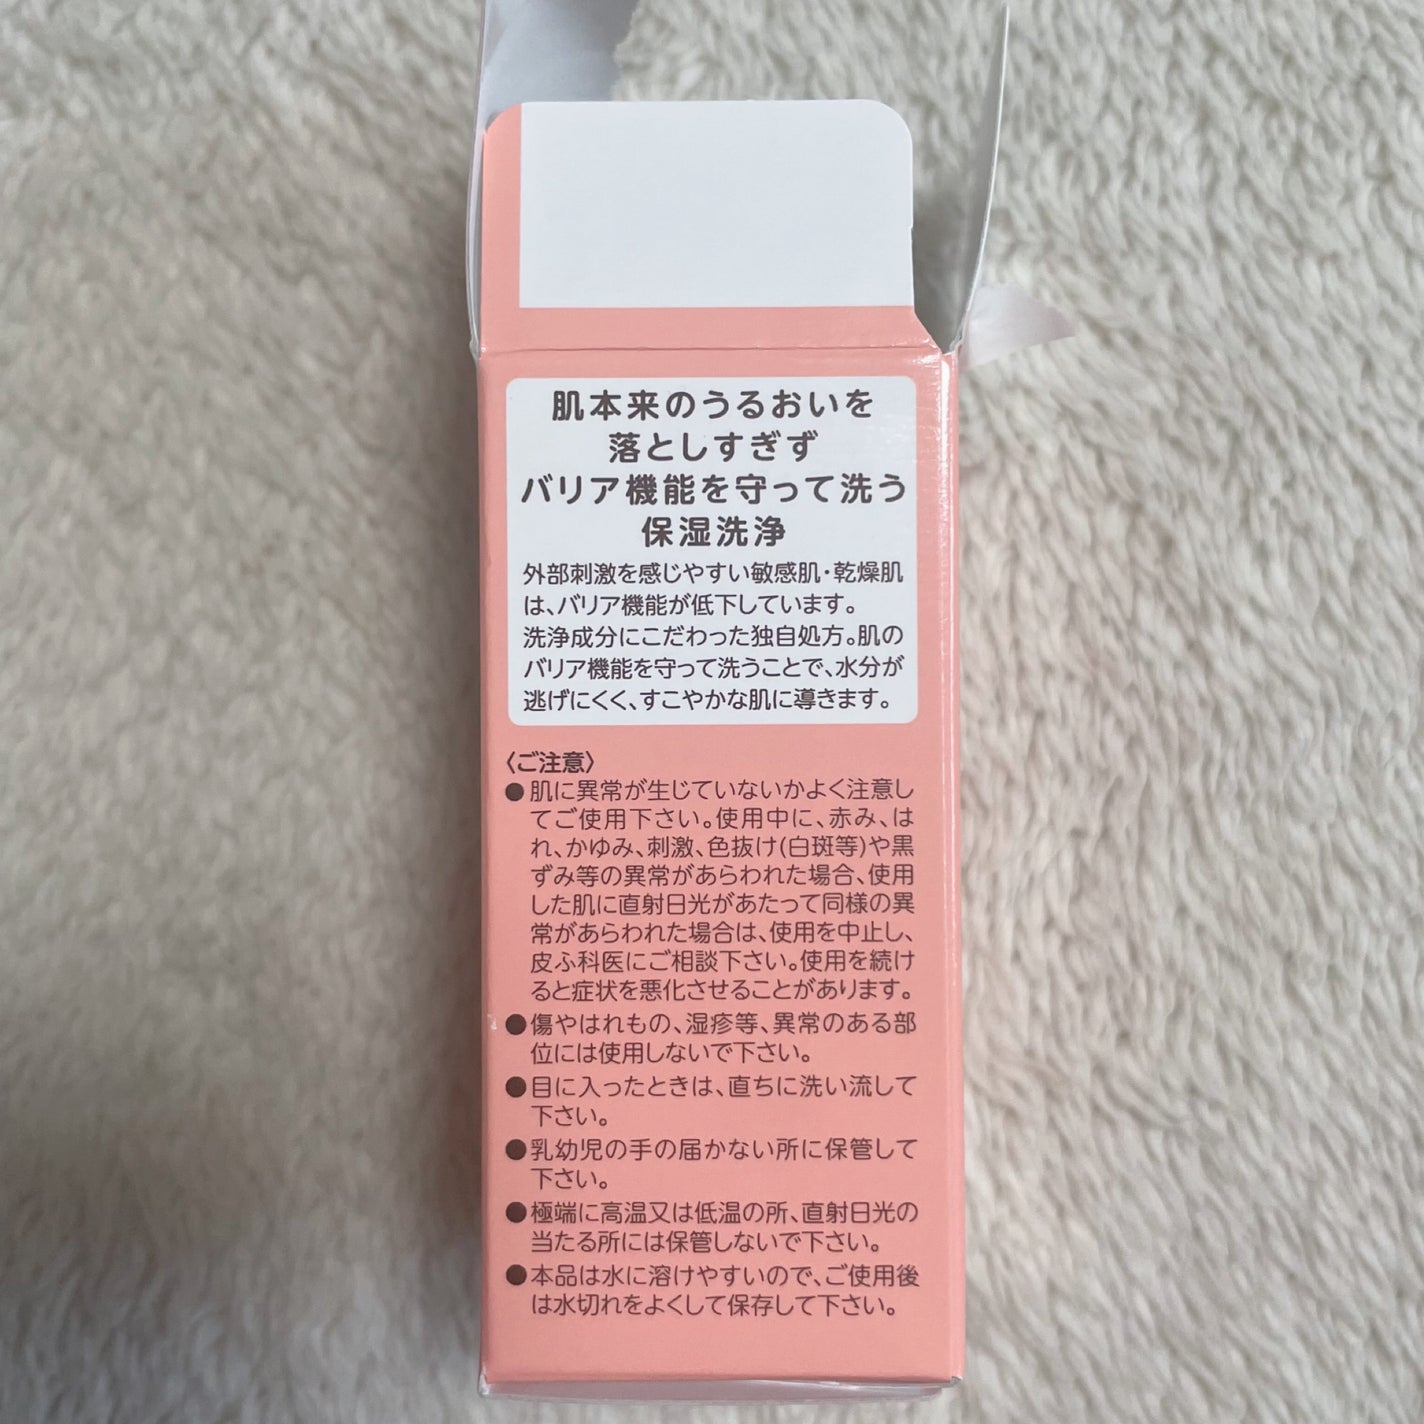 肌本来のうるおいを
落としすぎず
バリア機能を守って洗う
保湿洗浄
外部刺激を感じやすい敏感肌・乾燥肌
は、バリア機能が低下しています。
洗浄成分にこだわった独自処方。肌の
バリア機能を守って洗うことで、水分が
逃げにくく、すこやかな肌に導きます。
〈ご注意〉
●肌に異常が生じていないかよく注意し
てご使用下さい。使用中に、赤み、は
れ、かゆみ、刺激、色抜け(白斑等)や黒
ずみ等の異常があらわれた場合、使用
した肌に直射日光があたって同様の異
常があらわれた場合は、使用を中止し、
皮ふ科医にご相談下さい。使用を続け
ると症状を悪化させることがあります。
●傷やはれもの、湿疹等、異常のある部
位には使用しないで下さい。
●目に入ったときは、直ちに洗い流して
下さい。
●乳幼児の手の届かない所に保管して
下さい。
●極端に高温又は低温の所、直射日光の
当たる所には保管しないで下さい。
●本品は水に溶けやすいので、ご使用後
は水切れをよくして保存して下さい。